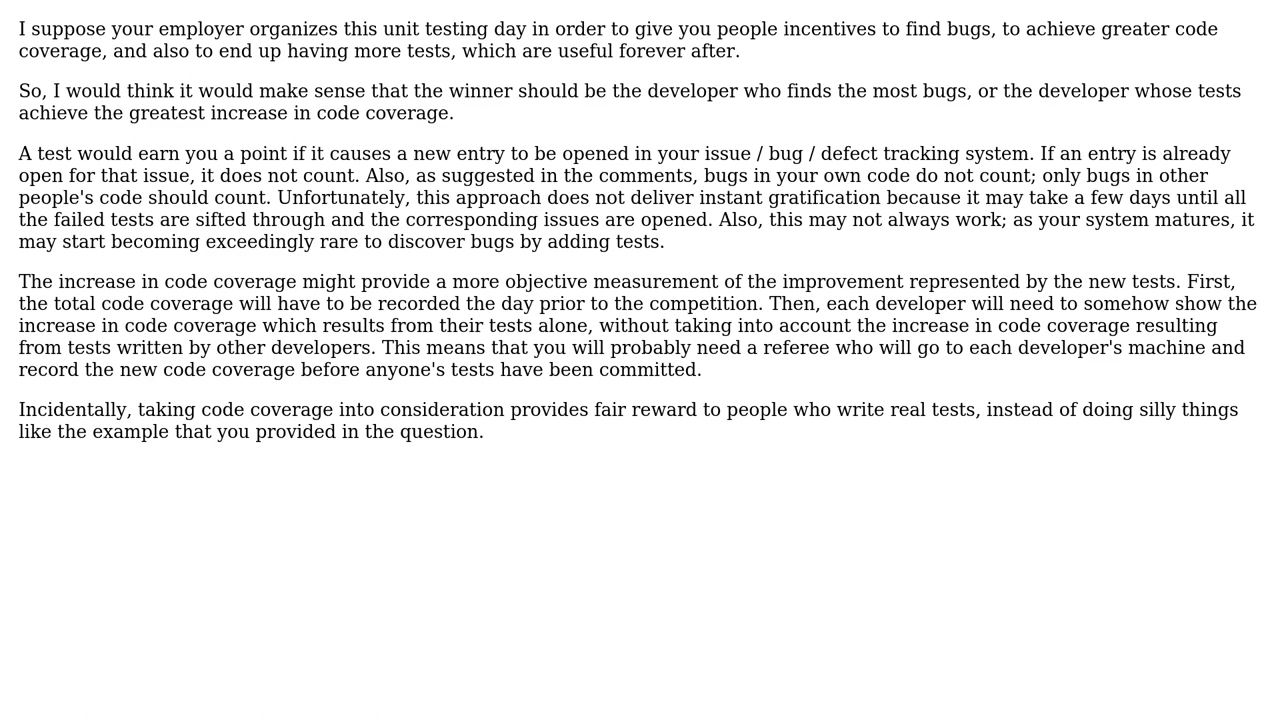 I suppose your employer organizes this unit testing day in order to give you people incentives to find bugs, to achieve greater code
coverage, and also to end up having more tests, which are useful forever after.
So, I would think it would make sense that the winner should be the developer who finds the most bugs, or the developer whose tests
achieve the greatest increase in code coverage.
A test would earn you a point if it causes a new entry to be opened in your issue / bug / defect tracking system. If an entry is already
open for that issue, it does not count. Also, as suggested in the comments, bugs in your own code do not count; only bugs in other
people's code should count. Unfortunately, this approach does not deliver instant gratification because it may take a few days until all
the failed tests are sifted through and the corresponding issues are opened. Also, this may not always work; as your system matures, it
may start becoming exceedingly rare to discover bugs by adding tests.
The increase in code coverage might provide a more objective measurement of the improvement represented by the new tests. First,
the total code coverage will have to be recorded the day prior to the competition. Then, each developer will need to somehow show the
increase in code coverage which results from their tests alone, without taking into account the increase in code coverage resulting
from tests written by other developers. This means that you will probably need a referee who will go to each developer's machine and
record the new code coverage before anyone's tests have been committed.
Incidentally, taking code coverage into consideration provides fair reward to people who write real tests, instead of doing silly things
like the example that you provided in the question.